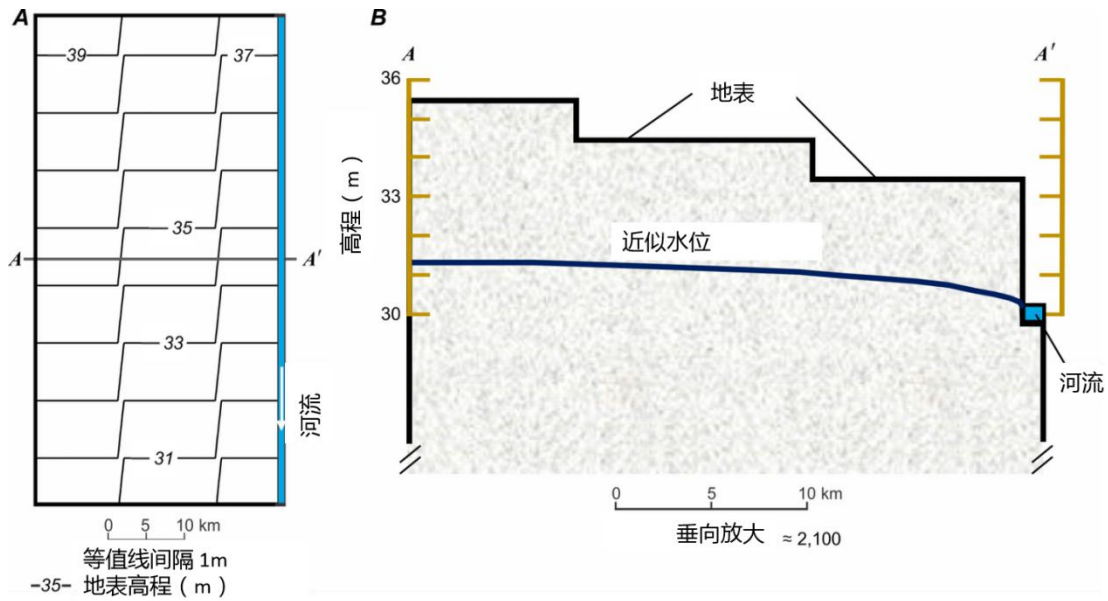 A
39
37
35
A
A'
33
31
河流
0 5 10 km
等值线间隔 1m
-35- 地表高程（m）
B
A
A'
36
地表
33
高程（m）
近似水位
30
河流
0 5 10 km
垂向放大 ≈ 2,100